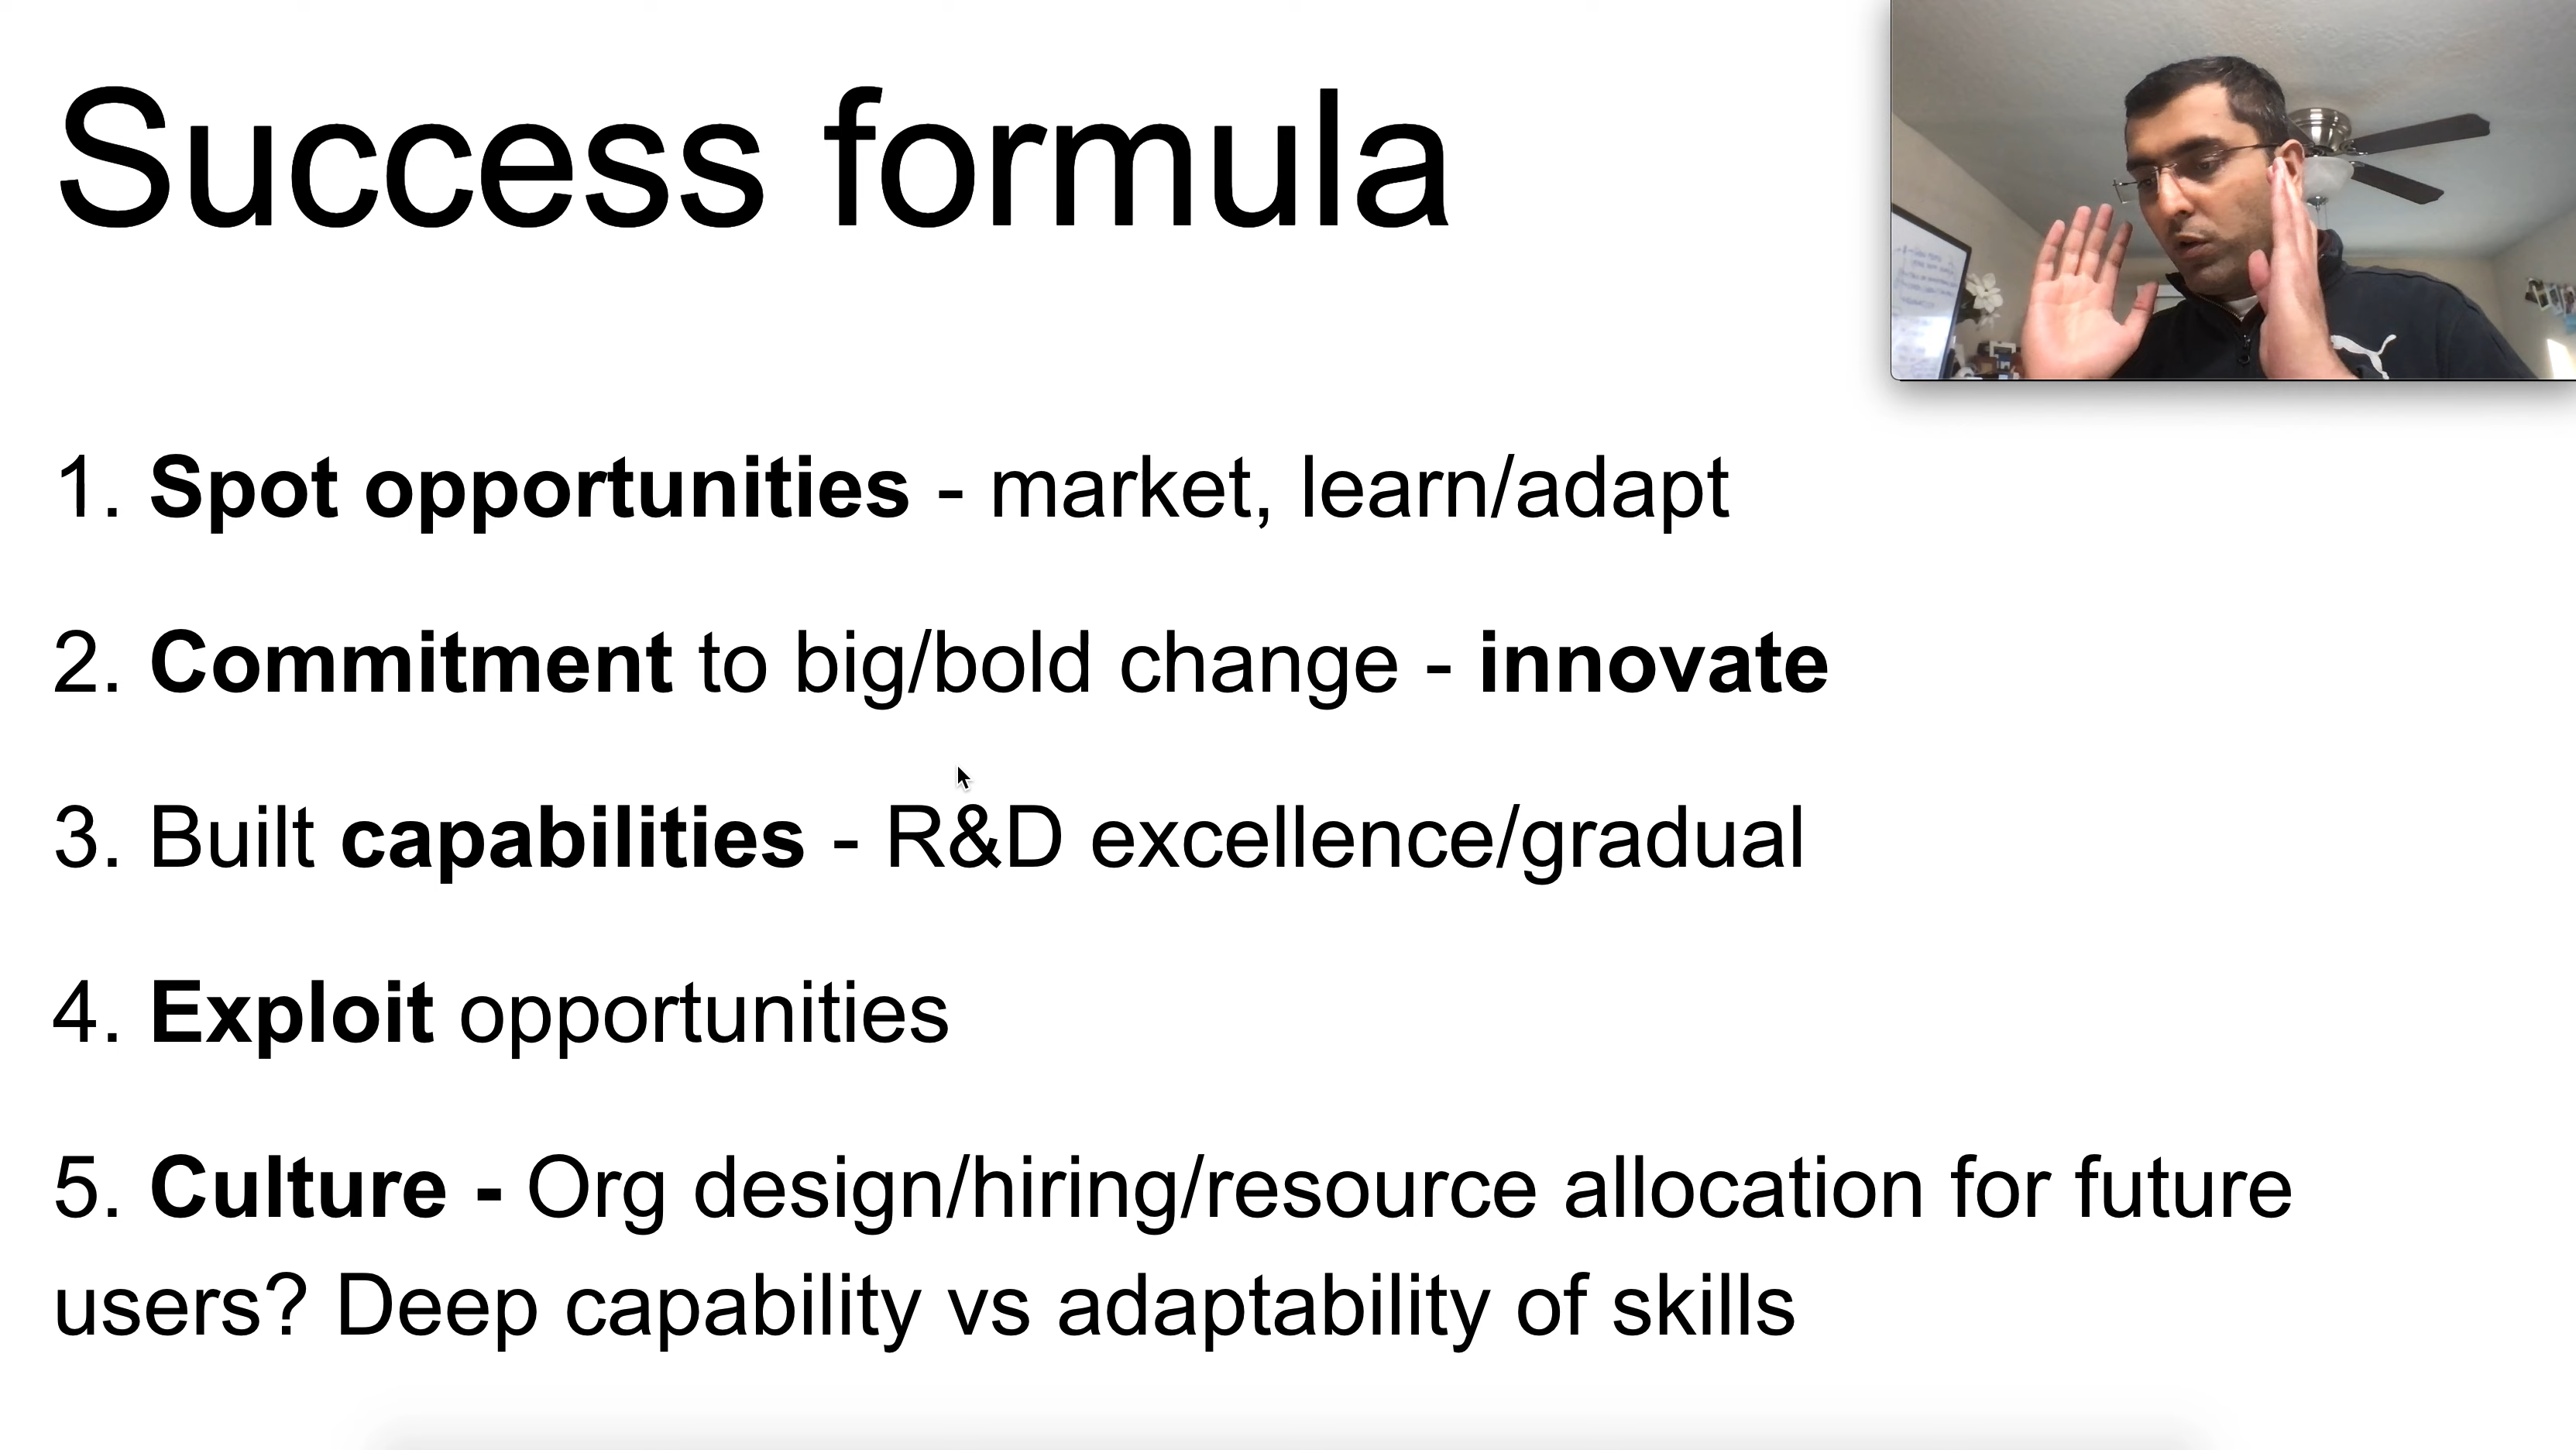 Success formula
1. Spot opportunities - market, learn/adapt
2. Commitment to big/bold change - innovate
3. Built capabilities - R&D excellence/gradual
4. Exploit opportunities
5. Culture - Org design/hiring/resource allocation for future
users? Deep capability vs adaptability of skills